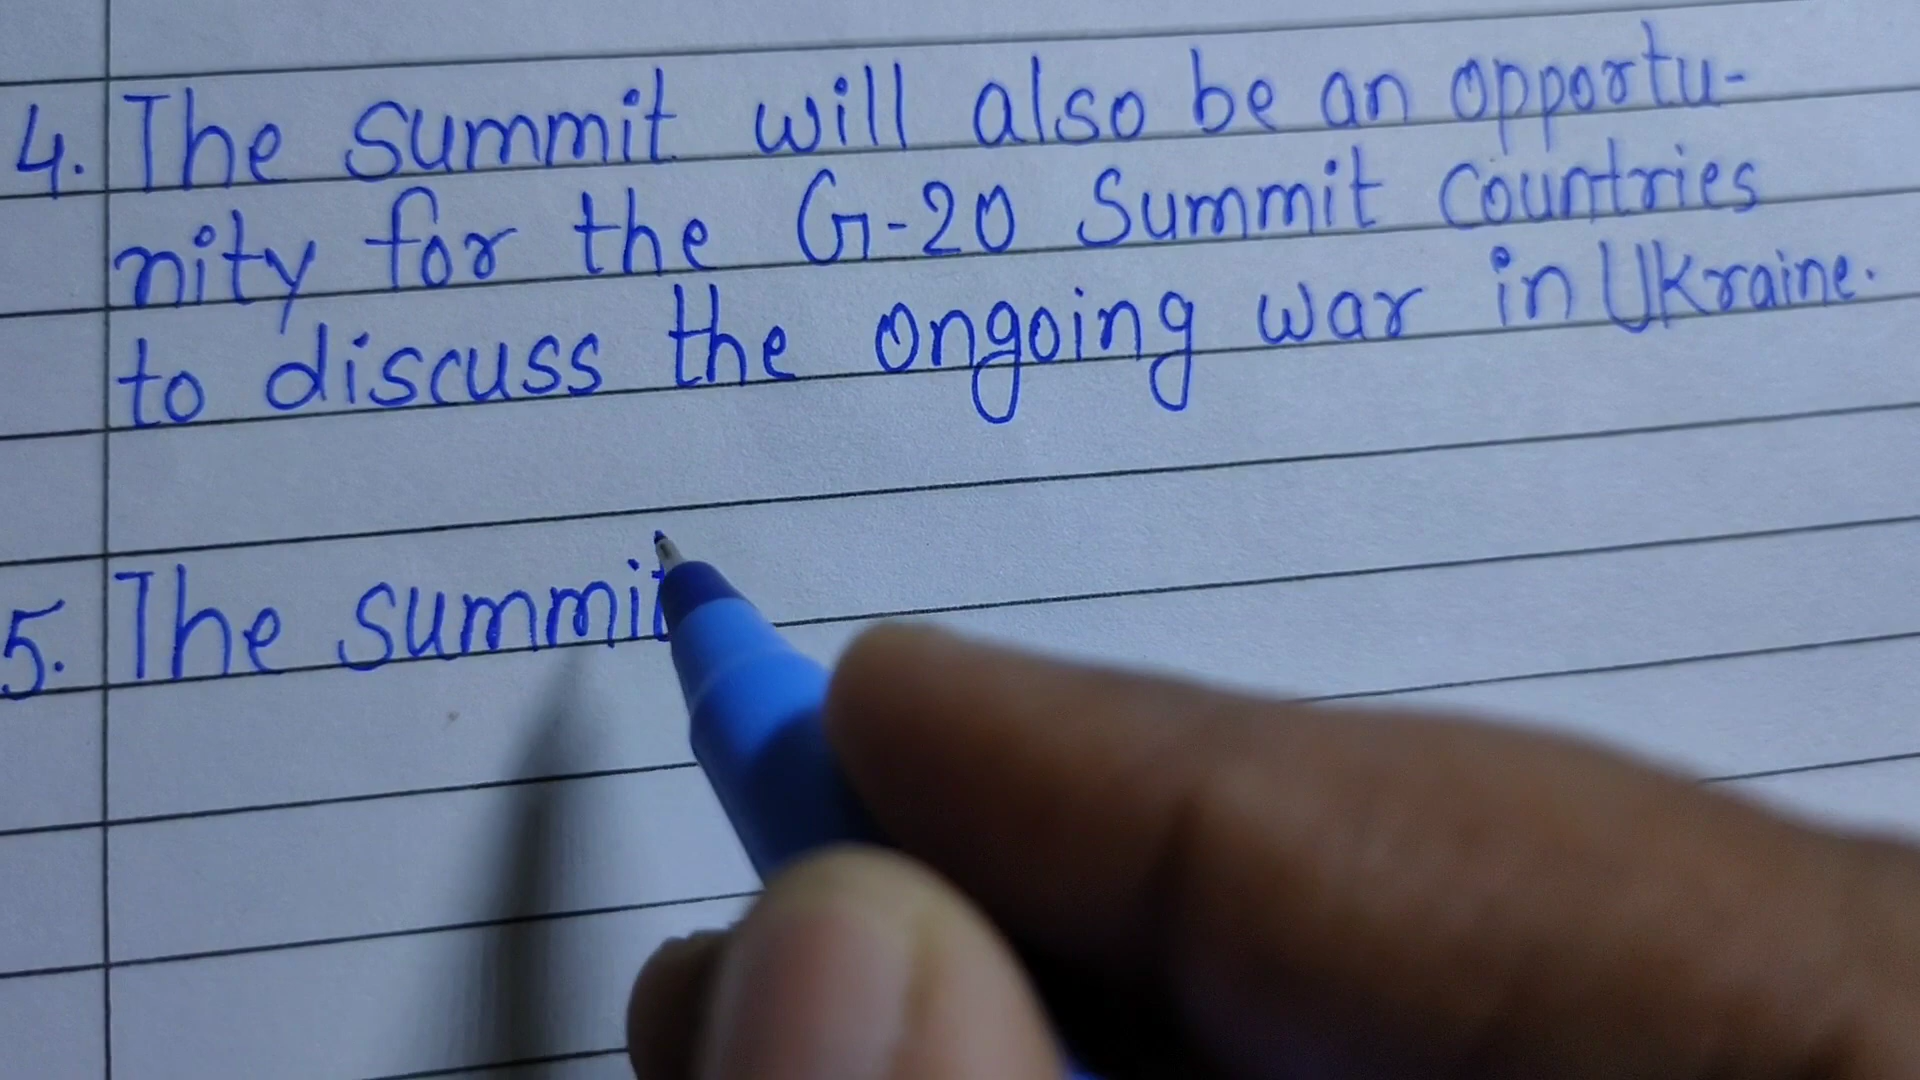 4. The Summit will also be an opportu-
nity for the G-20 Summit Countries
to discuss the ongoing war in Ukraine.
5. The summit